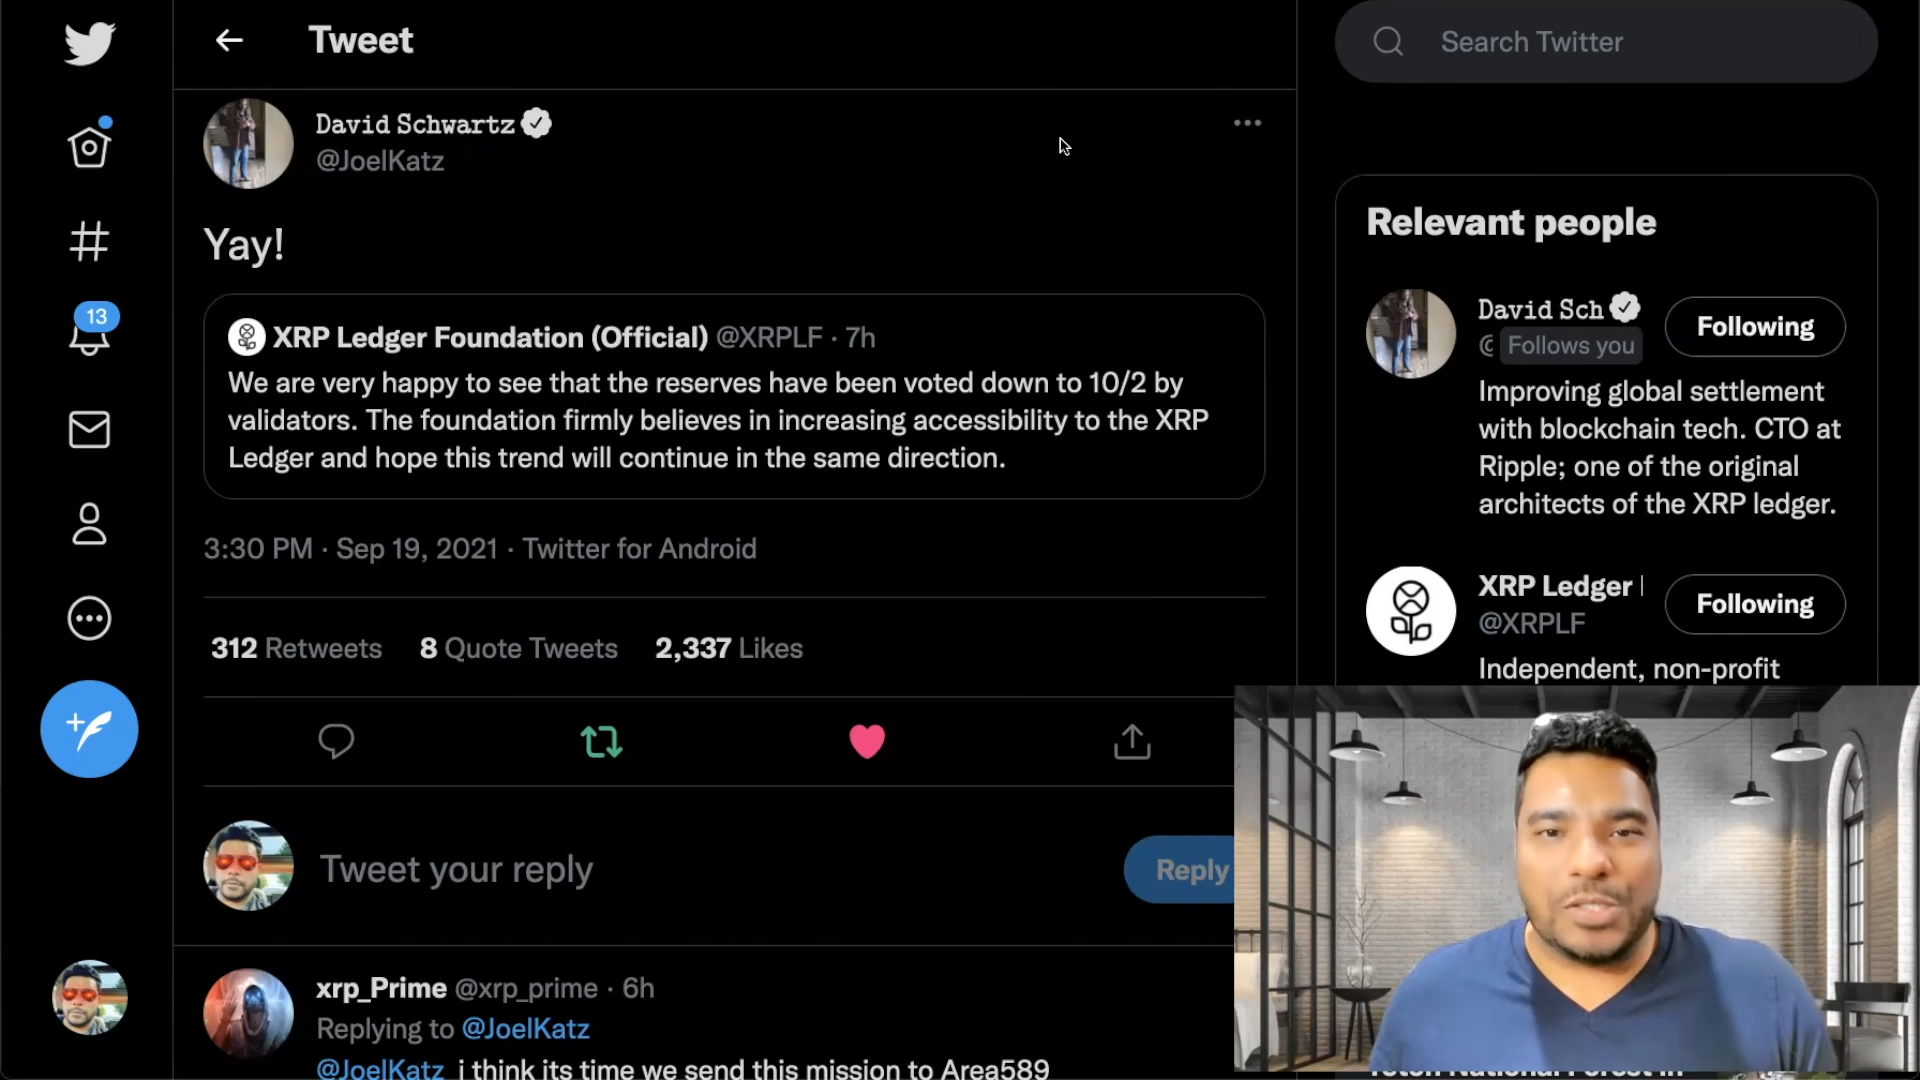 Tweet
Search Twitter
David Schwartz
@JoelKatz
Yay!
XRP Ledger Foundation (Official) @XRPLF · 7h
We are very happy to see that the reserves have been voted down to 10/2 by
validators. The foundation firmly believes in increasing accessibility to the XRP
Ledger and hope this trend will continue in the same direction.
3:30 PM · Sep 19, 2021 · Twitter for Android
312 Retweets 8 Quote Tweets 2,337 Likes
Tweet your reply
Reply
xrp_Prime @xrp_prime · 6h
Replying to @JoelKatz
@JoelKatz i think its time we send this mission to Area589
13
Relevant people
David Sch
Follows you
Following
Improving global settlement
with blockchain tech. CTO at
Ripple; one of the original
architects of the XRP ledger.
XRP Ledger
@XRPLF
Following
Independent, non-profit